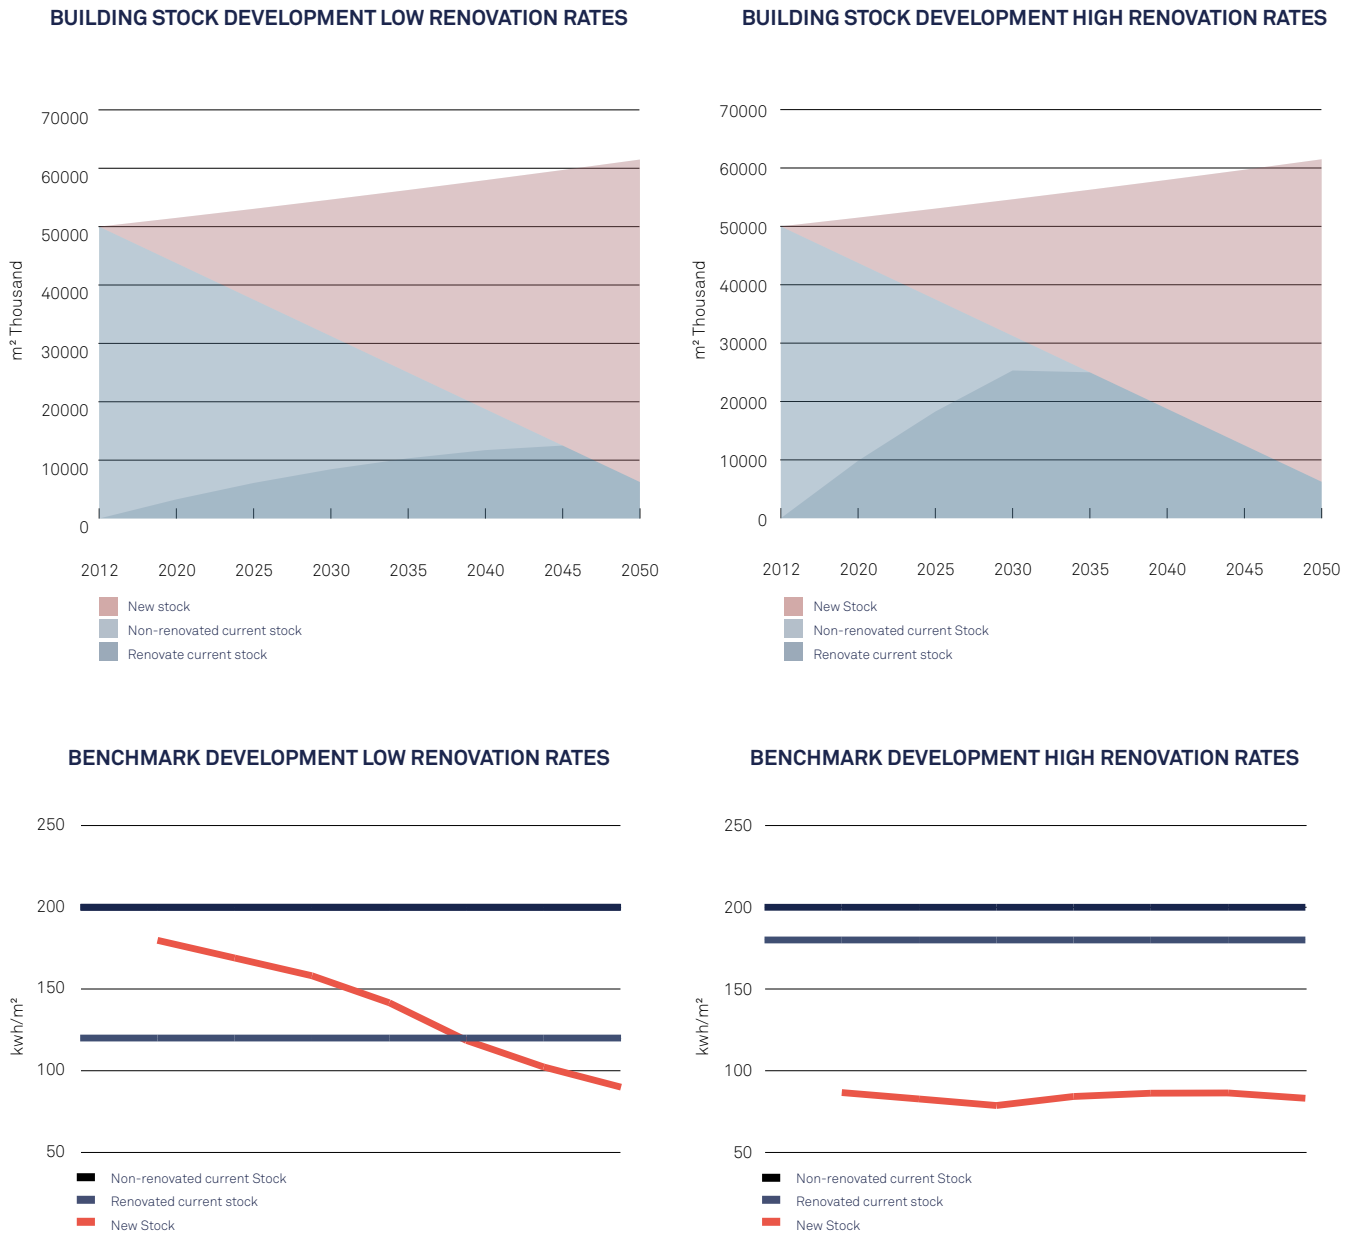 BUILDING STOCK DEVELOPMENT LOW RENOVATION RATES
70000
60000
50000
40000
30000
20000
10000
0
m² Thousand
2012 2020 2025 2030 2035 2040 2045 2050
New stock
Non-renovated current stock
Renovate current stock
BUILDING STOCK DEVELOPMENT HIGH RENOVATION RATES
70000
60000
50000
40000
30000
20000
10000
0
m² Thousand
2012 2020 2025 2030 2035 2040 2045 2050
New Stock
Non-renovated current Stock
Renovate current stock
BENCHMARK DEVELOPMENT LOW RENOVATION RATES
250
200
150
100
50
kwh/m²
Non-renovated current Stock
Renovated current stock
New Stock
BENCHMARK DEVELOPMENT HIGH RENOVATION RATES
250
200
150
100
50
kwh/m²
Non-renovated current Stock
Renovated current stock
New Stock